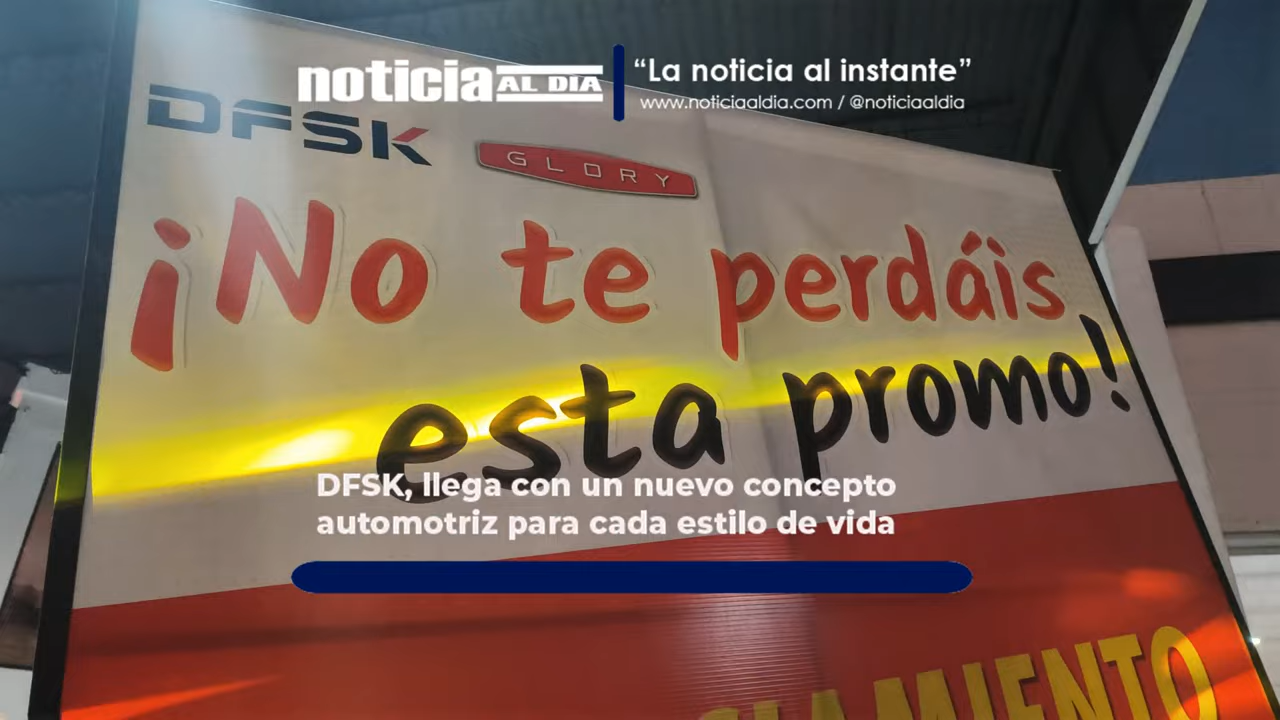 noticia AL DÍA
“La noticia al instante”
www.noticiaaldia.com / @noticiaaldia
DFSK
GLORY
¡No te perdáis
esta promo!
DFSK, llega con un nuevo concepto
automotriz para cada estilo de vida